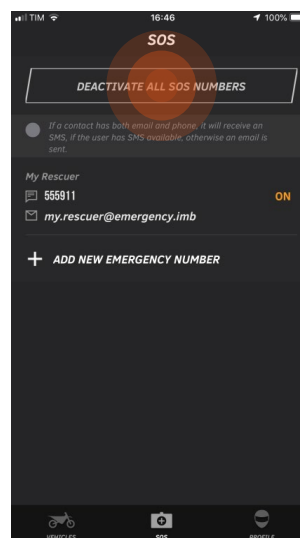 TIM 16:46 100%
SOS
DEACTIVATE ALL SOS NUMBERS
If a contact has both email and phone, it will receive an
SMS, if the user has SMS available, otherwise an email is
sent.
My Rescuer
555911 ON
my.rescuer@emergency.imb
+ ADD NEW EMERGENCY NUMBER
VEHICLES SOS PROFILE